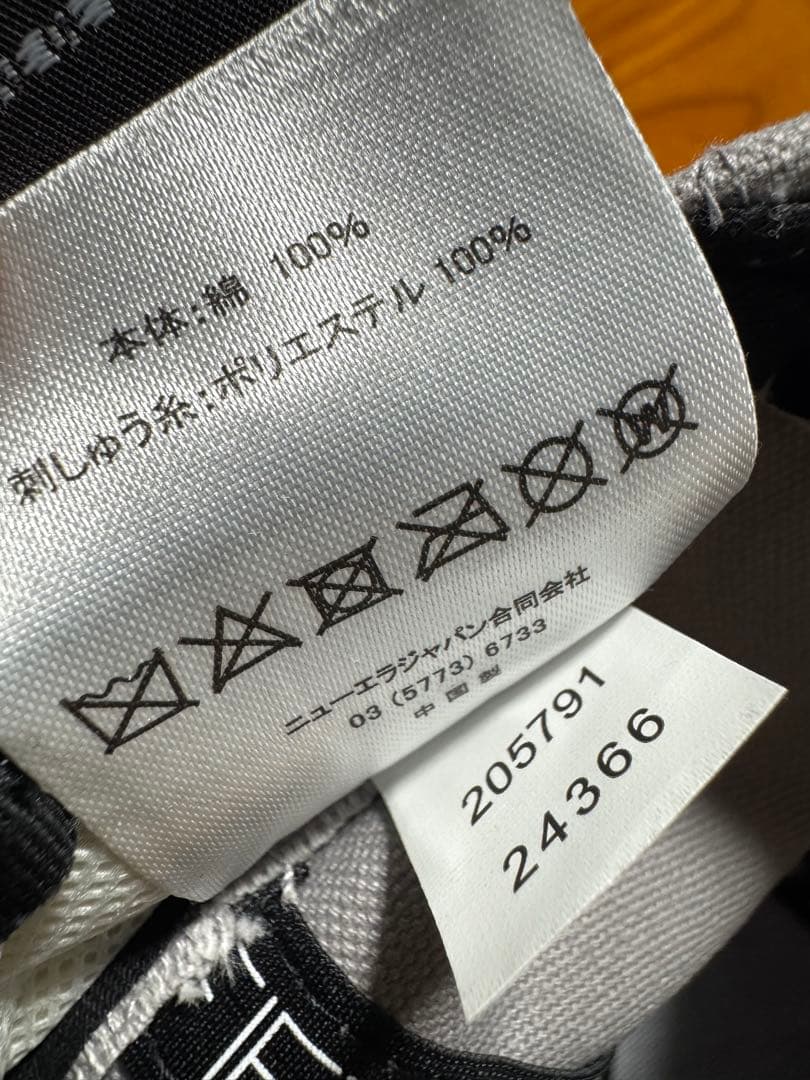 本体:綿 100%
刺しゅう糸:ポリエステル 100%
ニューエラジャパン合同会社
03 (5773) 6733
中国製
205791
24366